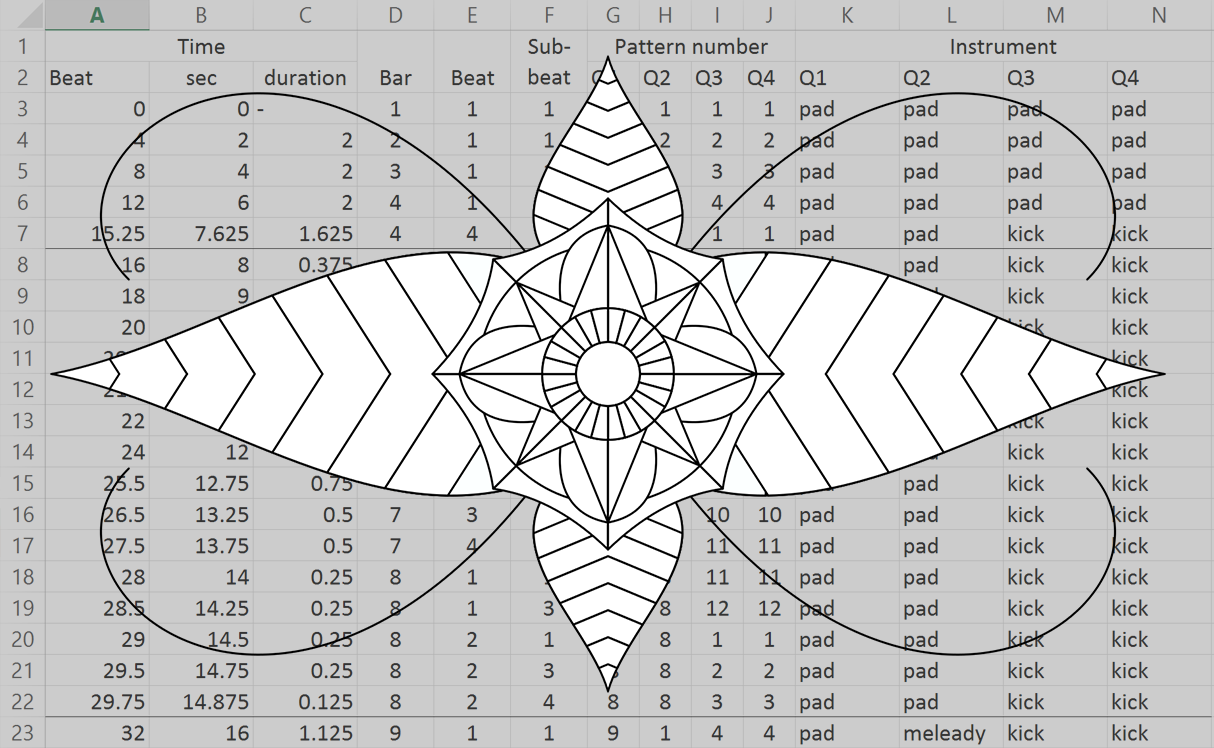 A B C D E F G H I J K L M N
1 Time Sub- Pattern number Instrument
2 Beat sec duration Bar Beat beat Q2 Q3 Q4 Q1 Q2 Q3 Q4
3 0 0 - 1 1 1 1 1 1 pad pad pad pad
4 4 2 2 2 1 1 2 2 2 pad pad pad pad
5 8 4 2 3 1 3 3 pad pad pad pad
6 12 6 2 4 1 4 4 pad pad pad pad
7 15.25 7.625 1.625 4 4 1 1 pad pad kick kick
8 16 8 0.375 pad kick kick
9 18 9 kick kick
10 20 kick kick
11 kick
12 kick
13 22 kick kick
14 24 12 kick kick
15 25.5 12.75 0.75 pad kick kick
16 26.5 13.25 0.5 7 3 10 10 pad pad kick kick
17 27.5 13.75 0.5 7 4 11 11 pad pad kick kick
18 28 14 0.25 8 1 11 11 pad pad kick kick
19 28.5 14.25 0.25 8 1 3 8 12 12 pad pad kick kick
20 29 14.5 0.25 8 2 1 8 1 1 pad pad kick kick
21 29.5 14.75 0.25 8 2 3 8 2 2 pad pad kick kick
22 29.75 14.875 0.125 8 2 4 8 8 3 3 pad pad kick kick
23 32 16 1.125 9 1 1 9 1 4 4 pad meleady kick kick